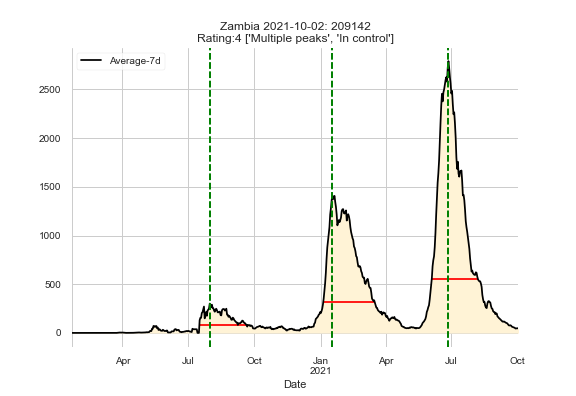 Zambia 2021-10-02: 209142
Rating:4 ['Multiple peaks', 'In control']
Average-7d
2500
2000
1500
1000
500
0
Apr
Jul
Oct
Jan
2021
Apr
Jul
Oct
Date